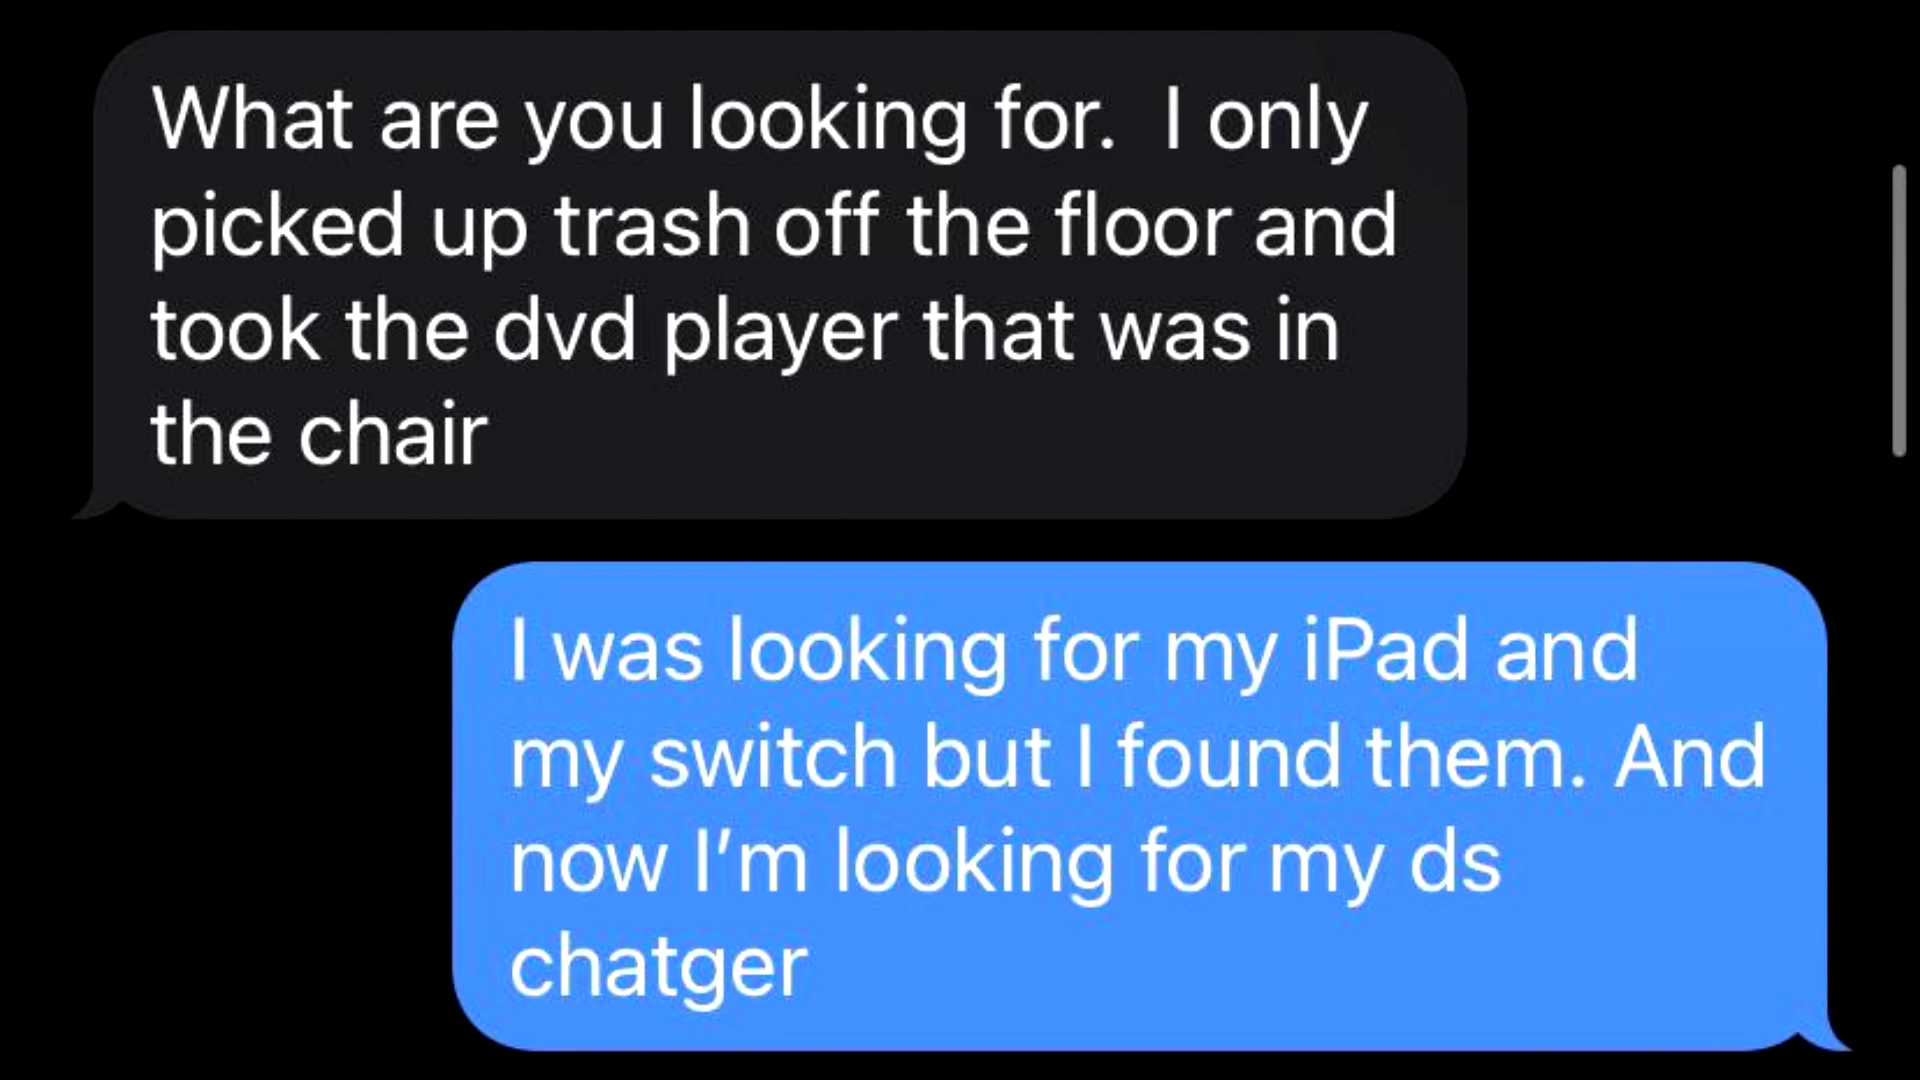 What are you looking for.  I only
picked up trash off the floor and
took the dvd player that was in
the chair
I was looking for my iPad and
my switch but I found them. And
now I’m looking for my ds
chatger